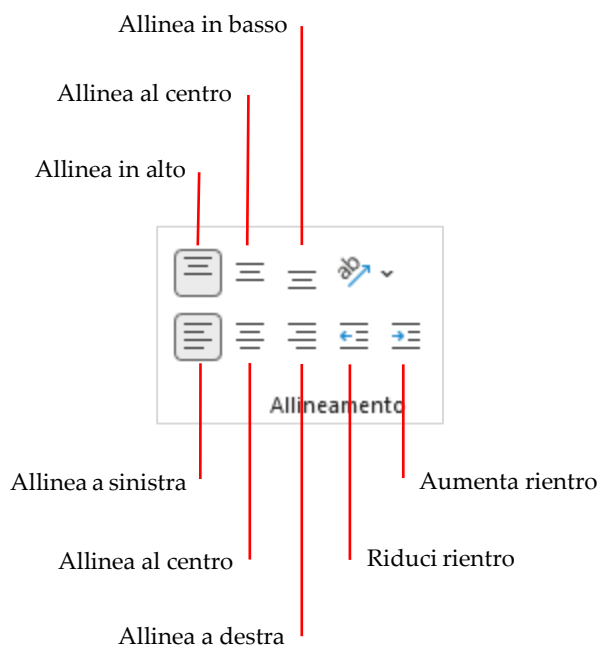 Allinea in basso
Allinea al centro
Allinea in alto
ab
Allineamento
Allinea a sinistra
Aumenta rientro
Allinea al centro
Riduci rientro
Allinea a destra